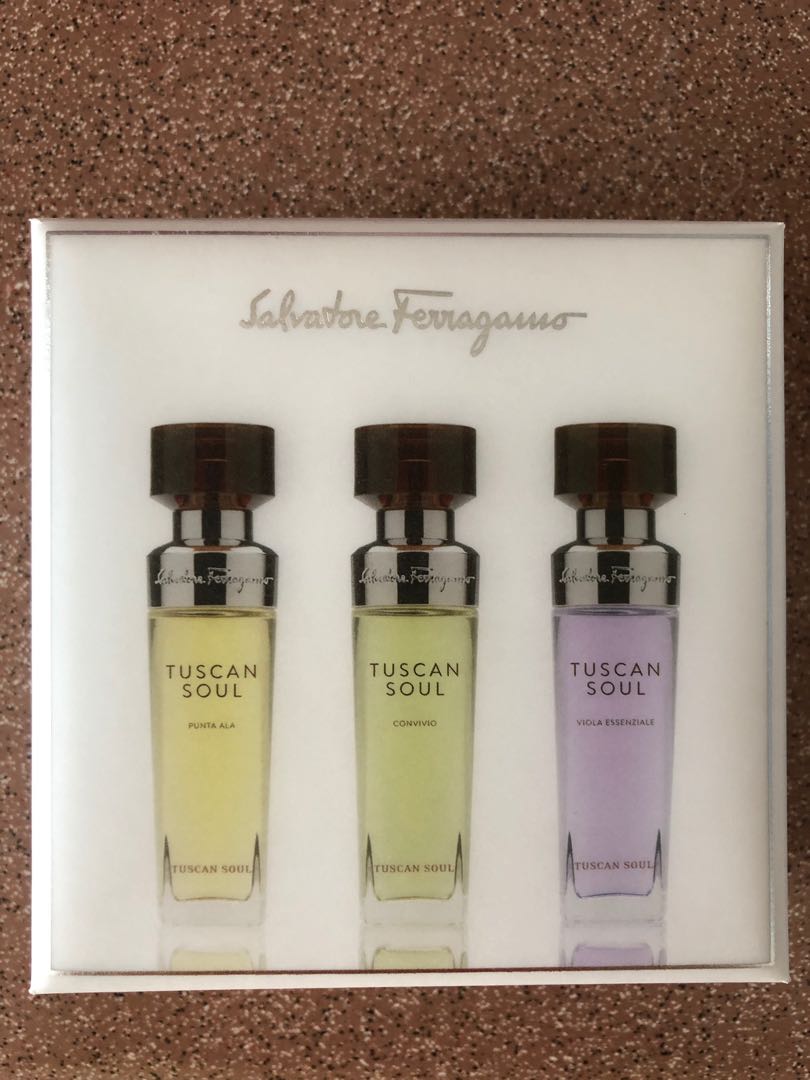 Salvatore Ferragamo
Salvatore Ferragamo
TUSCAN
SOUL
PUNTA ALA
TUSCAN SOUL
Salvatore Ferragamo
TUSCAN
SOUL
CONVIVIO
TUSCAN SOUL
Salvatore Ferragamo
TUSCAN
SOUL
VIOLA ESSENZIALE
TUSCAN SOUL